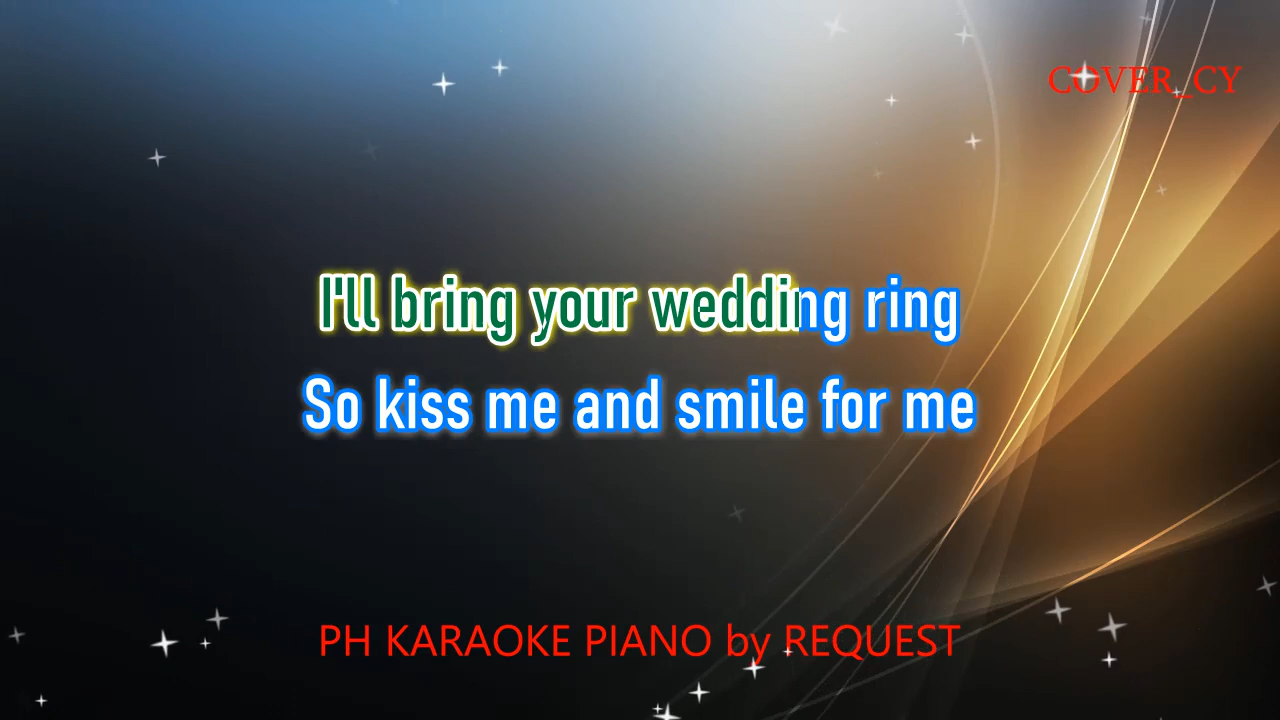 COVER_CY
I'll bring your wedding ring
So kiss me and smile for me
PH KARAOKE PIANO by REQUEST